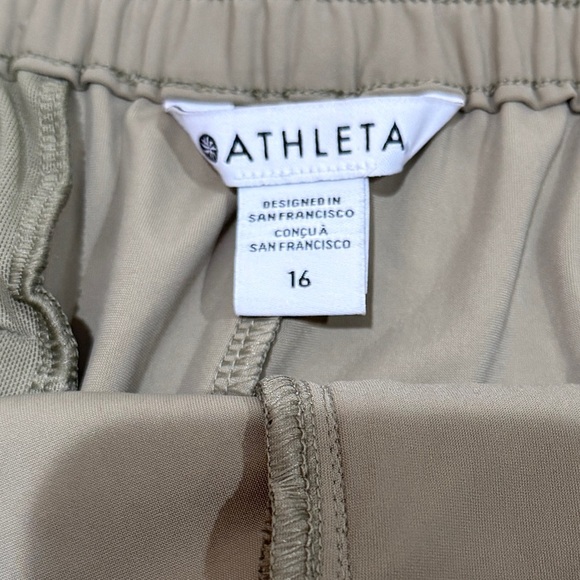 ATHLETA
DESIGNED IN
SAN FRANCISCO
CONÇU À
SAN FRANCISCO
16